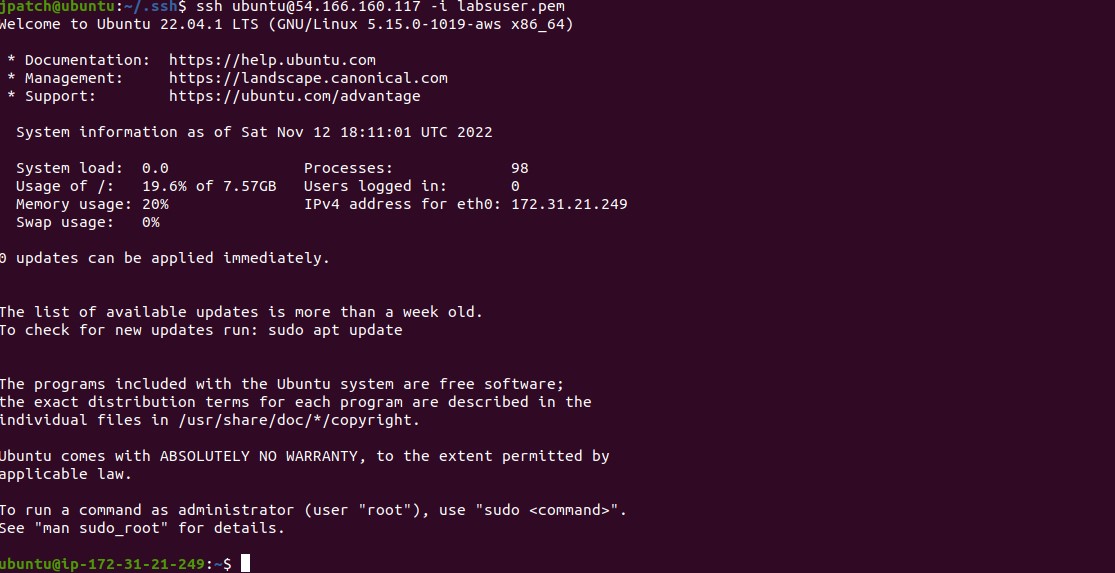 jpatch@ubuntu:~/.ssh$ ssh ubuntu@54.166.160.117 -i labsuser.pem
Welcome to Ubuntu 22.04.1 LTS (GNU/Linux 5.15.0-1019-aws x86_64)
* Documentation:  https://help.ubuntu.com
* Management:     https://landscape.canonical.com
* Support:        https://ubuntu.com/advantage
System information as of Sat Nov 12 18:11:01 UTC 2022
System load:  0.0               Processes:             98
Usage of /:   19.6% of 7.57GB   Users logged in:       0
Memory usage: 20%               IPv4 address for eth0: 172.31.21.249
Swap usage:   0%
0 updates can be applied immediately.
The list of available updates is more than a week old.
To check for new updates run: sudo apt update
The programs included with the Ubuntu system are free software;
the exact distribution terms for each program are described in the
individual files in /usr/share/doc/*/copyright.
Ubuntu comes with ABSOLUTELY NO WARRANTY, to the extent permitted by
applicable law.
To run a command as administrator (user "root"), use "sudo <command>".
See "man sudo_root" for details.
ubuntu@ip-172-31-21-249:~$